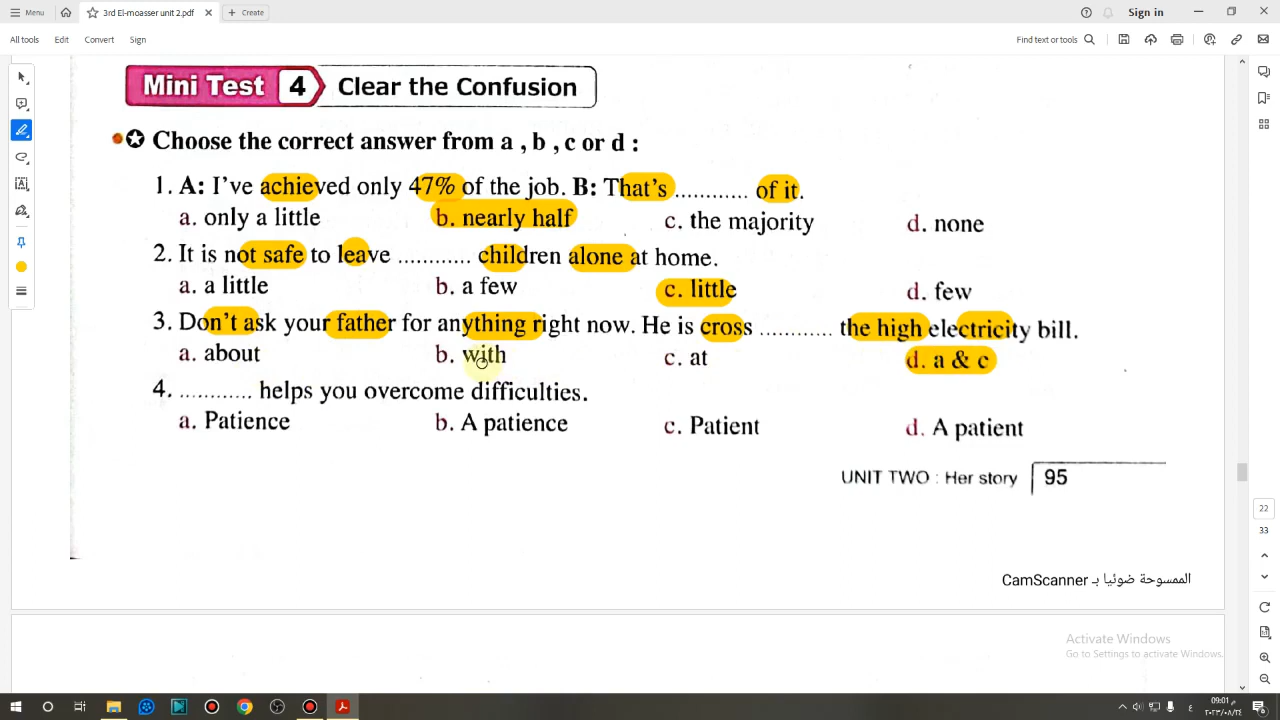 Menu
3rd El-moasser unit 2.pdf
Create
Sign in
All tools
Edit
Convert
Sign
Find text or tools
Mini Test 4 Clear the Confusion
Choose the correct answer from a , b , c or d :
1. A: I've achieved only 47% of the job. B: That's ............ of it.
a. only a little b. nearly half c. the majority d. none
2. It is not safe to leave ............ children alone at home.
a. a little b. a few c. little d. few
3. Don't ask your father for anything right now. He is cross ............ the high electricity bill.
a. about b. with c. at d. a & c
4. ............ helps you overcome difficulties.
a. Patience b. A patience c. Patient d. A patient
UNIT TWO : Her story 95
الممسوحة ضوئيا بـ CamScanner
22
33
Activate Windows
Go to Settings to activate Windows.
09:01 م
٢٠٢٣/٠٨/٢٤